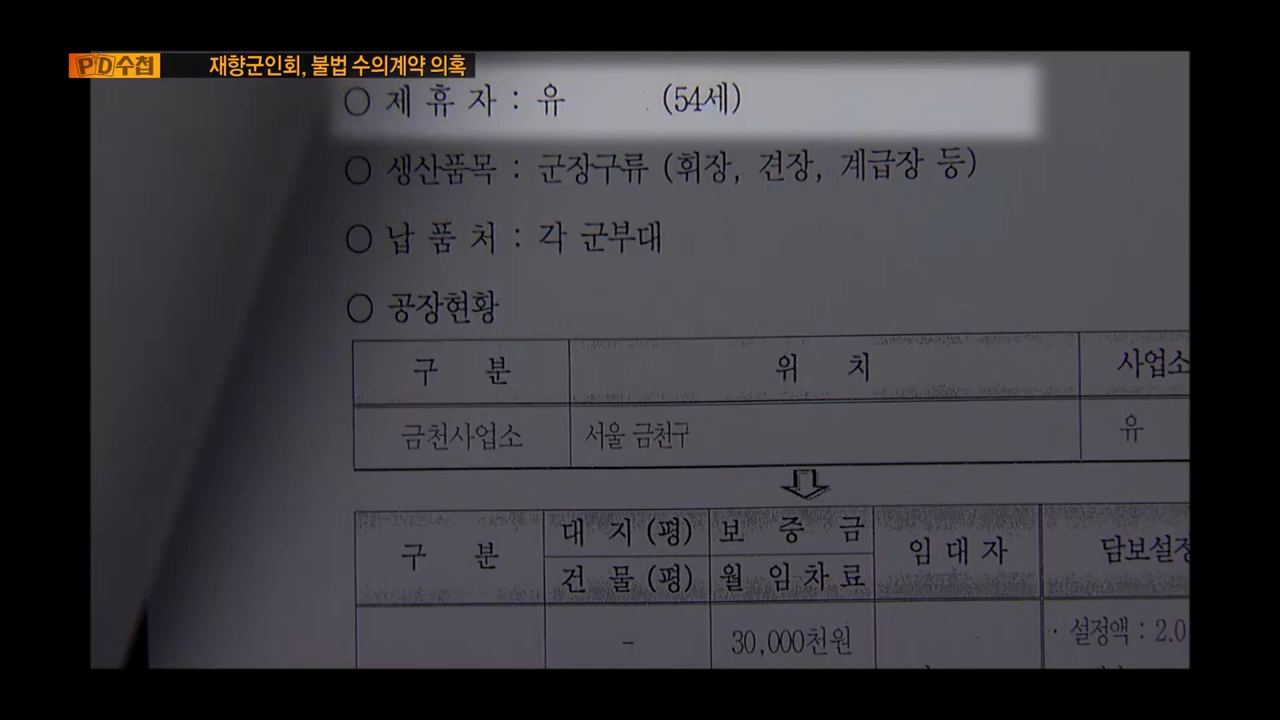 PD수첩 재향군인회, 불법 수의계약 의혹
○ 제 휴 자 : 유 (54세)
○ 생산품목 : 군장구류 (휘장, 견장, 계급장 등)
○ 납 품 처 : 각 군부대
○ 공장현황
구 분 위 치 사업소
금천사업소 서울 금천구 유
구 분 대 지 (평) 보 증 금 임 대 자 담보설정
건 물 (평) 월 임 차 료
- 30,000천원 · 설정액 : 2.0